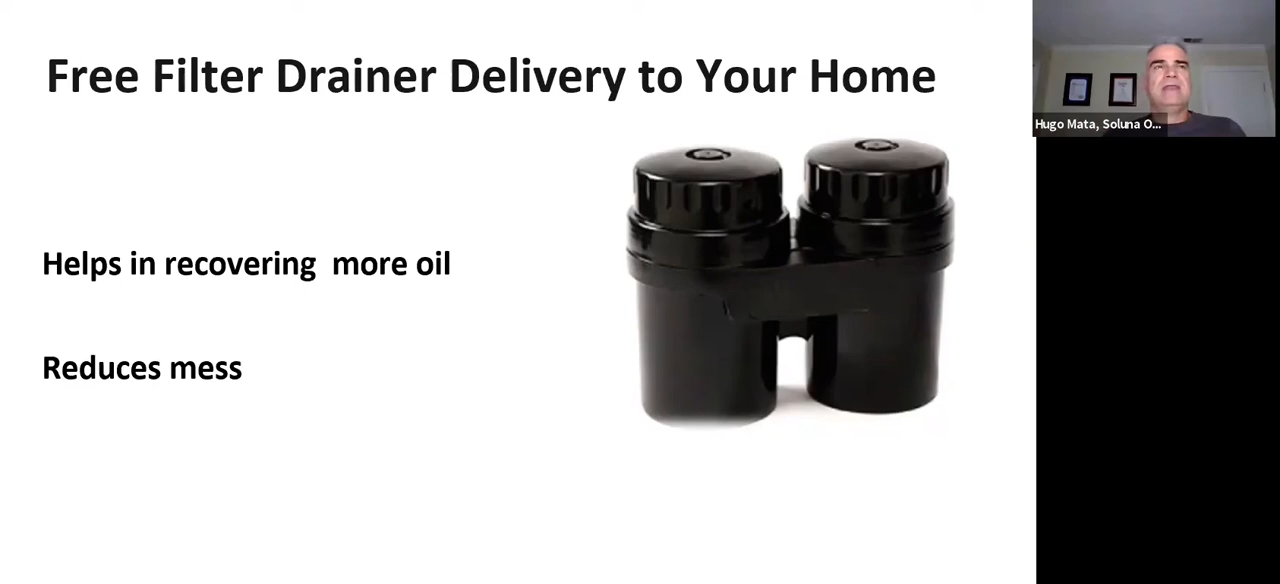 Free Filter Drainer Delivery to Your Home
Hugo Mata, Soluna O...
Helps in recovering  more oil
Reduces mess